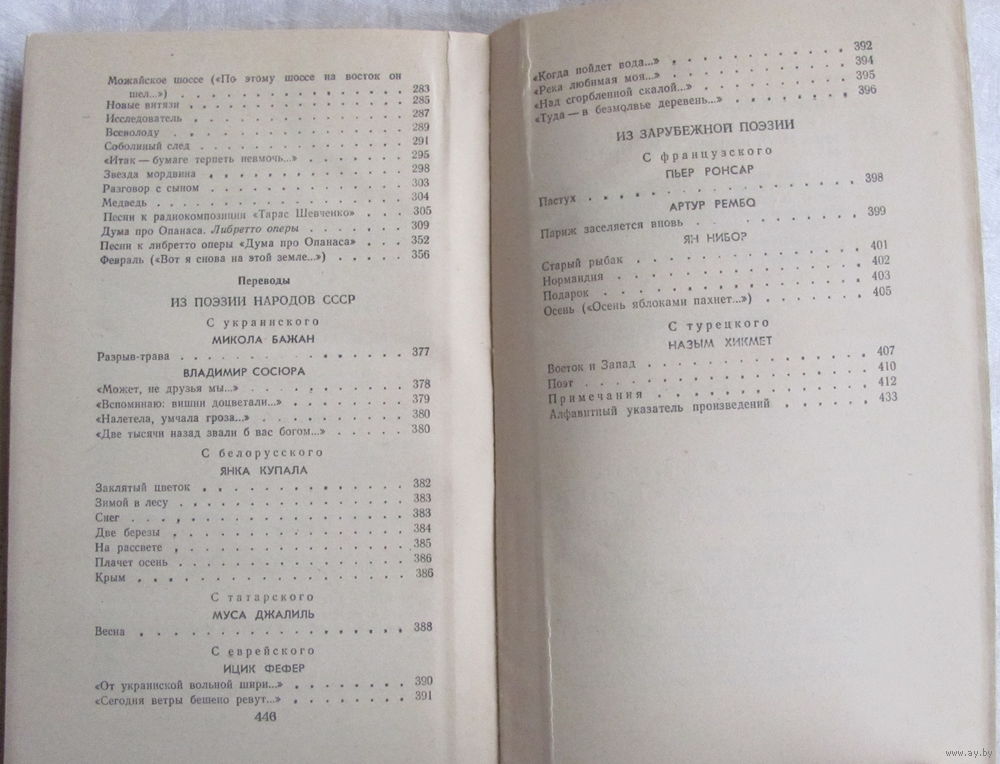 Можайское шоссе («По этому шоссе на восток он
шел...») . . . . . . . . . . . . . . . 283
Новые витязи . . . . . . . . . . . . . 285
Исследователь . . . . . . . . . . . . . 287
Всеволоду . . . . . . . . . . . . . . . 289
Соболиный след . . . . . . . . . . . . 291
«Итак — бумаге терпеть невмочь...» . . . . . . 295
Звезда мордвина . . . . . . . . . . . . 298
Разговор с сыном . . . . . . . . . . . . 303
Медведь . . . . . . . . . . . . . . . . 304
Песни к радиокомпозиции «Тарас Шевченко» . . . 305
Дума про Опанаса. Либретто оперы . . . . . . 309
Песни к либретто оперы «Дума про Опанаса» . . . 352
Февраль («Вот я снова на этой земле...») . . . . . 356
Переводы
ИЗ ПОЭЗИИ НАРОДОВ СССР
С украинского
МИКОЛА БАЖАН
Разрыв-трава . . . . . . . . . . . . . 377
ВЛАДИМИР СОСЮРА
«Может, не друзья мы...» . . . . . . . . . 378
«Вспоминаю: вишни доцветали...» . . . . . . . 379
«Налетела, умчала гроза...» . . . . . . . . . 380
«Две тысячи назад звали б вас богом...» . . . . . 380
С белорусского
ЯНКА КУПАЛА
Заклятый цветок . . . . . . . . . . . . 382
Зимой в лесу . . . . . . . . . . . . . 383
Снег . . . . . . . . . . . . . . . . . 383
Две березы . . . . . . . . . . . . . . 384
На рассвете . . . . . . . . . . . . . . 385
Плачет осень . . . . . . . . . . . . . 386
Крым . . . . . . . . . . . . . . . . . 386
С татарского
МУСА ДЖАЛИЛЬ
Весна . . . . . . . . . . . . . . . . 388
С еврейского
ИЦИК ФЕФЕР
«От украинской вольной шири...» . . . . . . . 390
«Сегодня ветры бешено ревут...» . . . . . . . 391
446
«Когда пойдет вода...» . . . . . . . . . . 392
«Река любимая моя...» . . . . . . . . . . 394
«Над сгорбленной скалой...» . . . . . . . . 395
«Туда — в безмолвье деревень...» . . . . . . . 396
ИЗ ЗАРУБЕЖНОЙ ПОЭЗИИ
С французского
ПЬЕР РОНСАР
Пастух . . . . . . . . . . . . . . . . 398
АРТУР РЕМБО
Париж заселяется вновь . . . . . . . . . 399
ЯН НИБОР
Старый рыбак . . . . . . . . . . . . . 401
Нормандия . . . . . . . . . . . . . . 402
Подарок . . . . . . . . . . . . . . . 403
Осень («Осень яблоками пахнет...») . . . . . . 405
С турецкого
НАЗЫМ ХИКМЕТ
Восток и Запад . . . . . . . . . . . . 407
Поэт . . . . . . . . . . . . . . . . . 410
Примечания . . . . . . . . . . . . . . 412
Алфавитный указатель произведений . . . . . . 433
www.ay.by